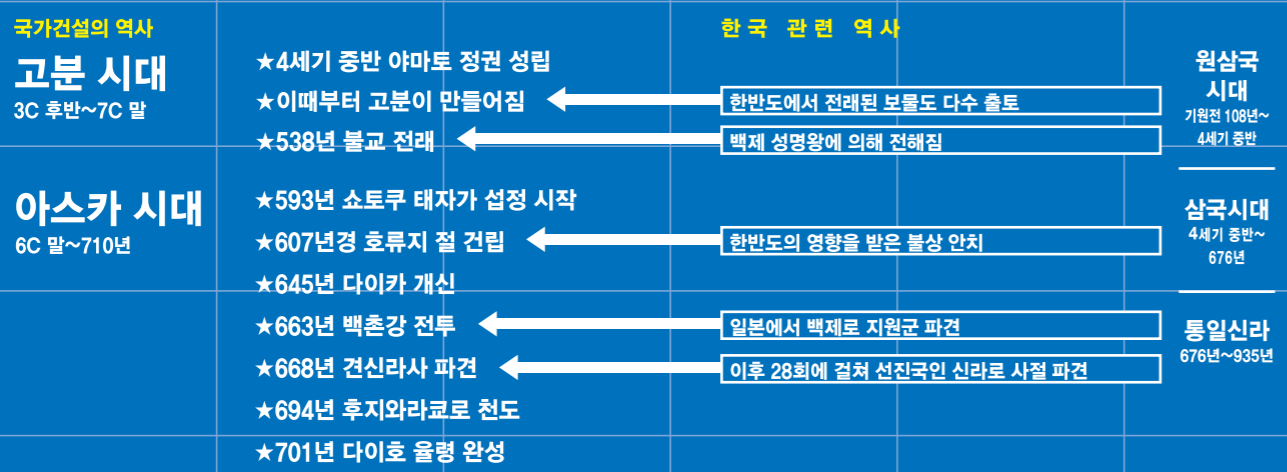 국가건설의 역사
한국 관련 역사
고분 시대
3C 후반~7C 말
★4세기 중반 야마토 정권 성립
★이때부터 고분이 만들어짐
한반도에서 전래된 보물도 다수 출토
★538년 불교 전래
백제 성명왕에 의해 전해짐
원삼국
시대
기원전 108년~
4세기 중반
아스카 시대
6C 말~710년
★593년 쇼토쿠 태자가 섭정 시작
★607년경 호류지 절 건립
한반도의 영향을 받은 불상 안치
★645년 다이카 개신
삼국시대
4세기 중반~
676년
★663년 백촌강 전투
일본에서 백제로 지원군 파견
★668년 견신라사 파견
이후 28회에 걸쳐 선진국인 신라로 사절 파견
★694년 후지와라쿄로 천도
★701년 다이호 율령 완성
통일신라
676년~935년